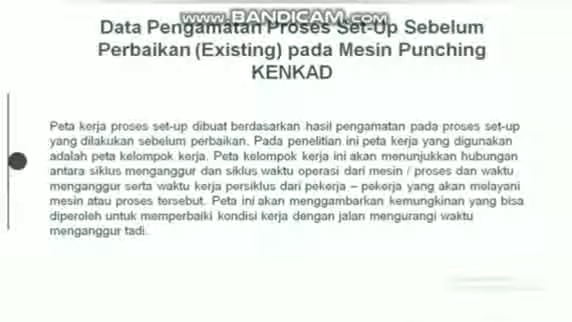 www.BANDICAM.com
Data Pengamatan Proses Set-Up Sebelum
Perbaikan (Existing) pada Mesin Punching
KENKAD
Peta kerja proses set-up dibuat berdasarkan hasil pengamatan pada proses set-up
yang dilakukan sebelum perbaikan. Pada penelitian ini peta kerja yang digunakan
adalah peta kelompok kerja. Peta kelompok kerja ini akan menunjukkan hubungan
antara siklus menganggur dan siklus waktu operasi dari mesin / proses dan waktu
menganggur serta waktu kerja persiklus dari pekerja – pekerja yang akan melayani
mesin atau proses tersebut. Peta ini akan menggambarkan kemungkinan yang bisa
diperoleh untuk memperbaiki kondisi kerja dengan jalan mengurangi waktu
menganggur tadi.